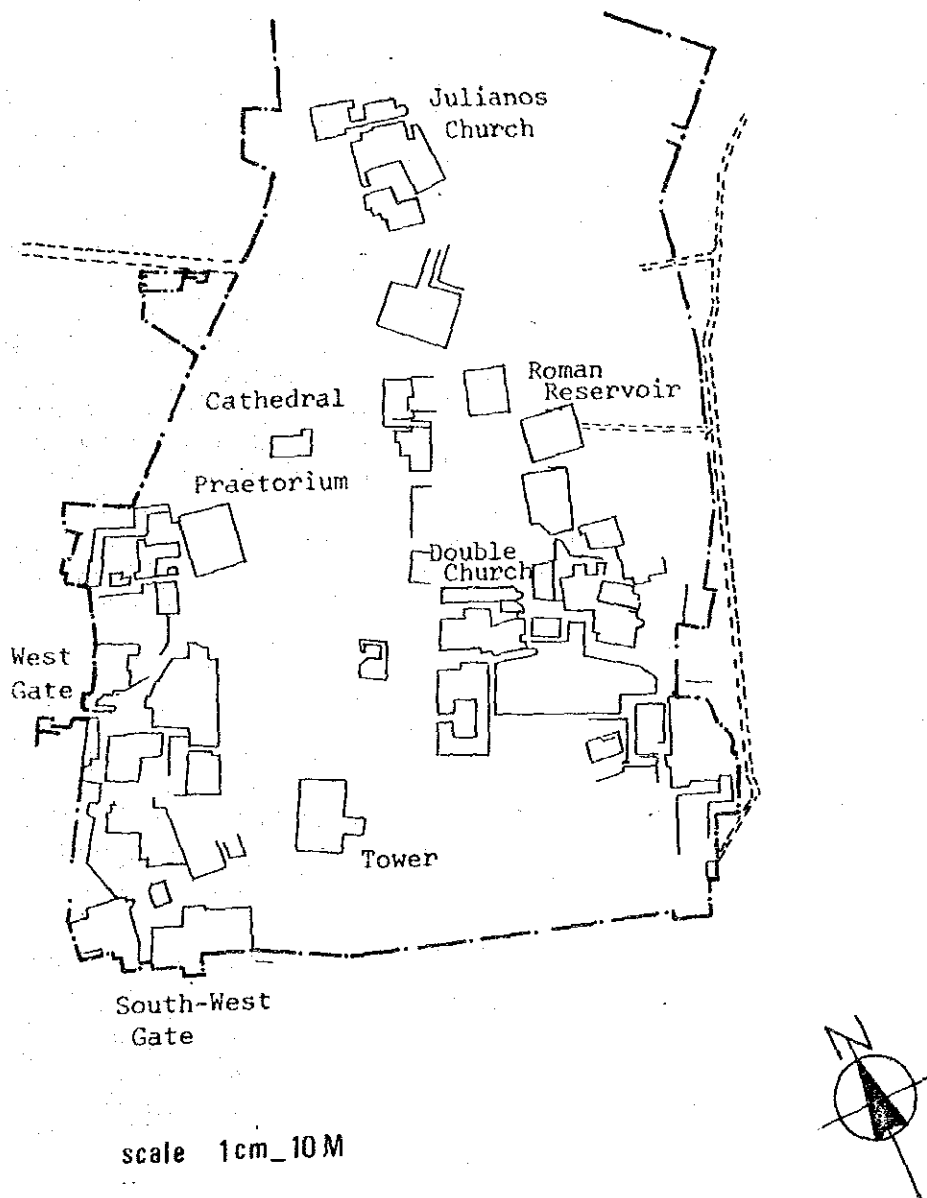 Julianos
Church
Cathedral
Roman
Reservoir
Praetorium
Double
Church
West
Gate
Tower
South-West
Gate
N
scale 1cm_10M